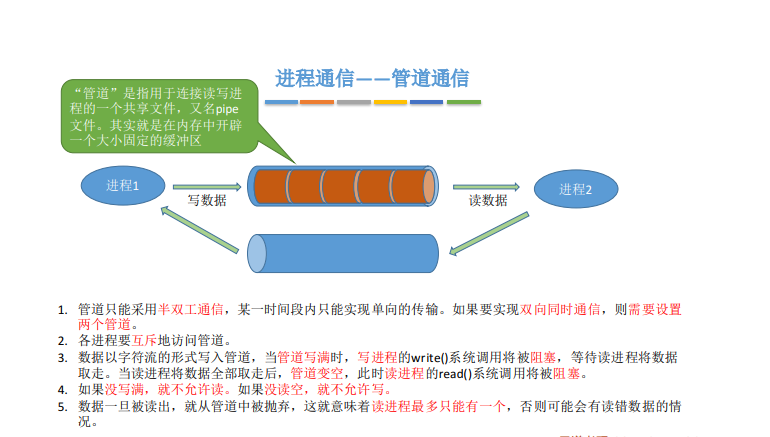 进程通信——管道通信
“管道”是指用于连接读写进
程的一个共享文件，又名pipe
文件。其实就是在内存中开辟
一个大小固定的缓冲区
进程1
写数据
读数据
进程2
1. 管道只能采用半双工通信，某一时间段内只能实现单向的传输。如果要实现双向同时通信，则需要设置
两个管道。
2. 各进程要互斥地访问管道。
3. 数据以字符流的形式写入管道，当管道写满时，写进程的write()系统调用将被阻塞，等待读进程将数据
取走。当读进程将数据全部取走后，管道变空，此时读进程的read()系统调用将被阻塞。
4. 如果没写满，就不允许读。如果没读空，就不允许写。
5. 数据一旦被读出，就从管道中被抛弃，这就意味着读进程最多只能有一个，否则可能会有读错数据的情
况。